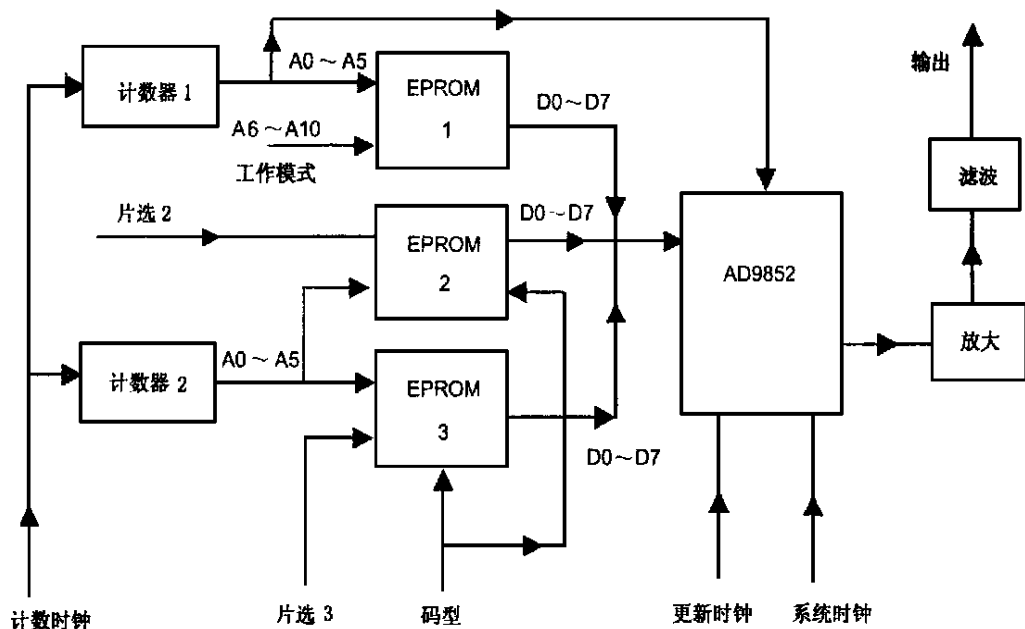 计数器 1
A0～A5
EPROM
1
A6～A10
工作模式
D0～D7
输出
滤波
片选 2
EPROM
2
D0～D7
AD9852
放大
计数器 2
A0～A5
EPROM
3
D0～D7
计数时钟
片选 3
码型
更新时钟
系统时钟